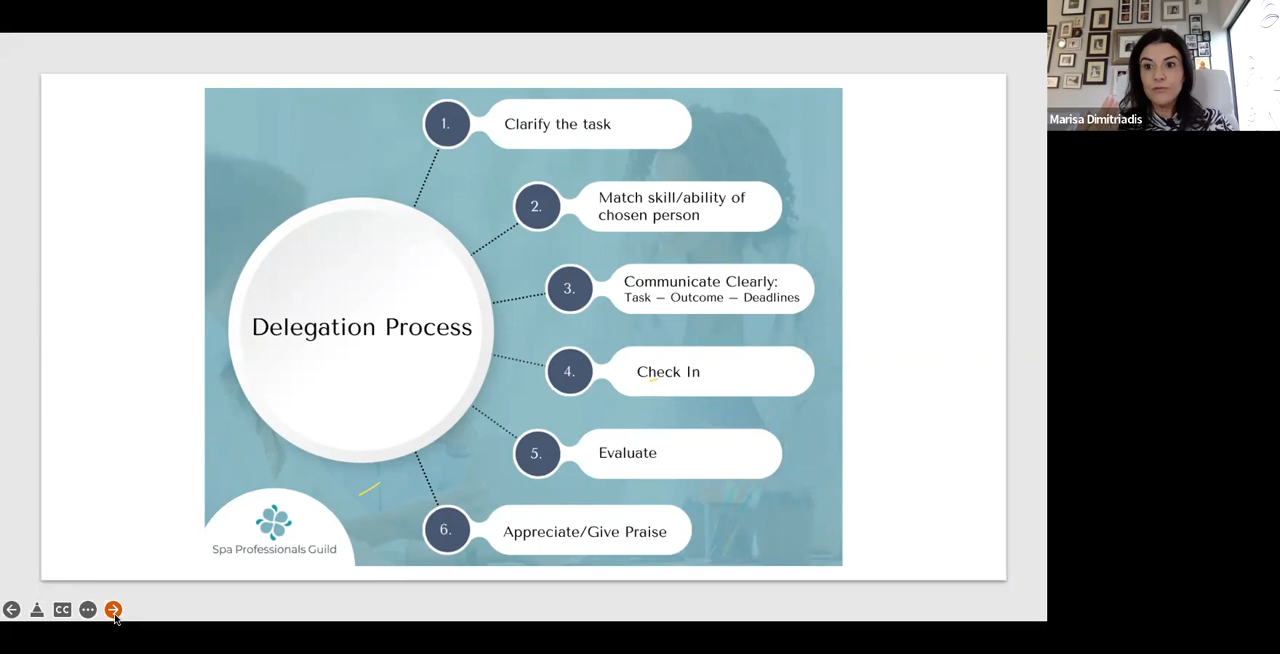 Marisa Dimitriadis
1.
Clarify the task
2.
Match skill/ability of
chosen person
3.
Communicate Clearly:
Task – Outcome – Deadlines
Delegation Process
4.
Check In
5.
Evaluate
6.
Appreciate/Give Praise
Spa Professionals Guild
CC